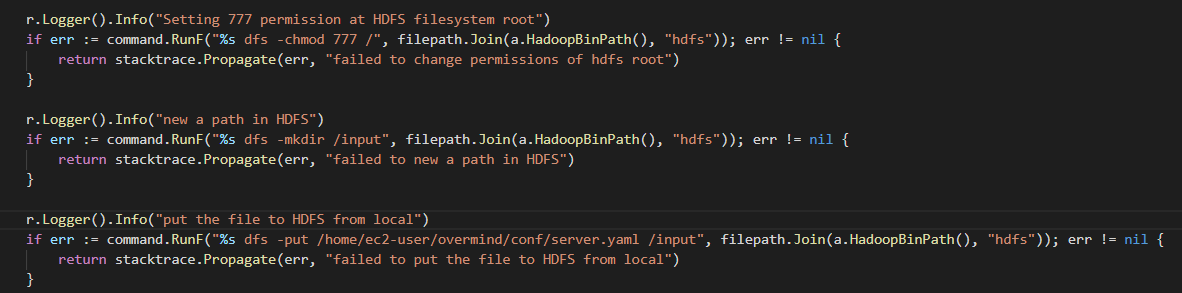 r.Logger().Info("Setting 777 permission at HDFS filesystem root")
if err := command.RunF("%s dfs -chmod 777 /", filepath.Join(a.HadoopBinPath(), "hdfs")); err != nil {
    return stacktrace.Propagate(err, "failed to change permissions of hdfs root")
}
r.Logger().Info("new a path in HDFS")
if err := command.RunF("%s dfs -mkdir /input", filepath.Join(a.HadoopBinPath(), "hdfs")); err != nil {
    return stacktrace.Propagate(err, "failed to new a path in HDFS")
}
r.Logger().Info("put the file to HDFS from local")
if err := command.RunF("%s dfs -put /home/ec2-user/overmind/conf/server.yaml /input", filepath.Join(a.HadoopBinPath(), "hdfs")); err != nil {
    return stacktrace.Propagate(err, "failed to put the file to HDFS from local")
}